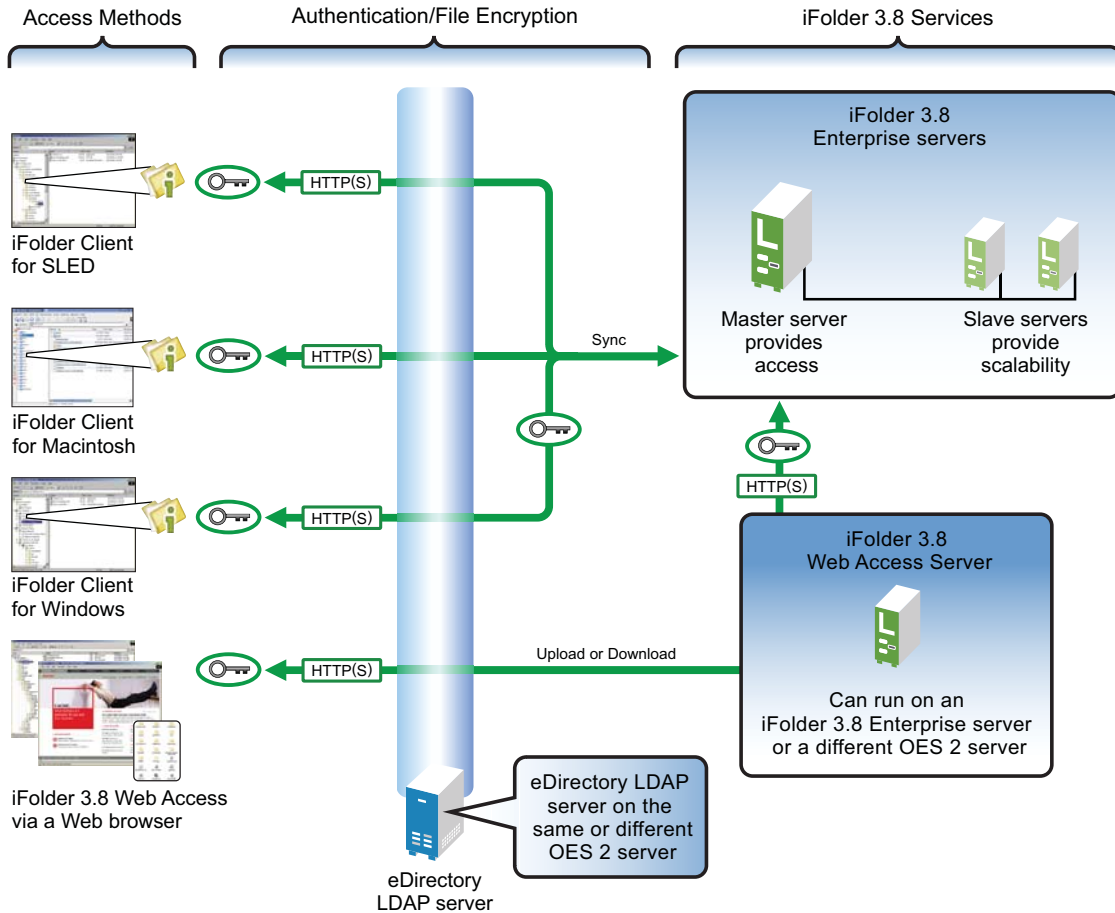 Access Methods
Authentication/File Encryption
iFolder 3.8 Services
iFolder Client
for SLED
HTTP(S)
iFolder Client
for Macintosh
HTTP(S)
Sync
iFolder Client
for Windows
HTTP(S)
iFolder 3.8 Web Access
via a Web browser
HTTP(S)
Upload or Download
eDirectory
LDAP server
eDirectory LDAP
server on the
same or different
OES 2 server
iFolder 3.8
Enterprise servers
Master server
provides
access
Slave servers
provide
scalability
HTTP(S)
iFolder 3.8
Web Access Server
Can run on an
iFolder 3.8 Enterprise server
or a different OES 2 server